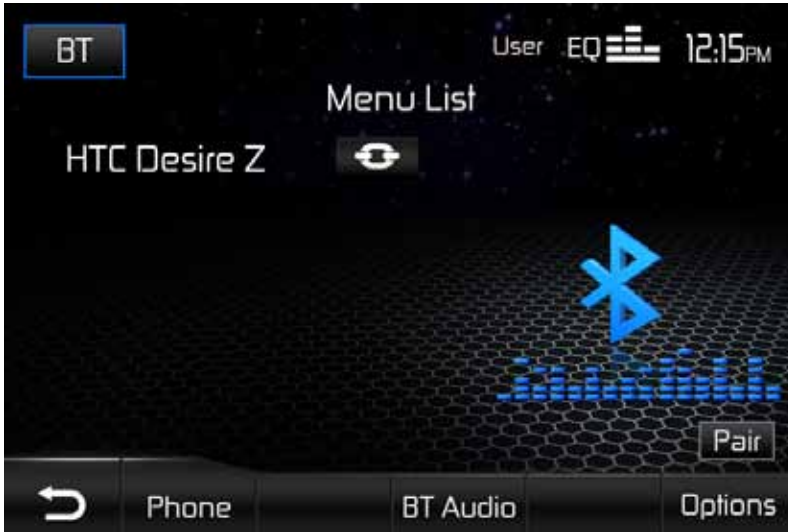 BT
User EQ 12:15PM
Menu List
HTC Desire Z
Pair
Phone BT Audio Options